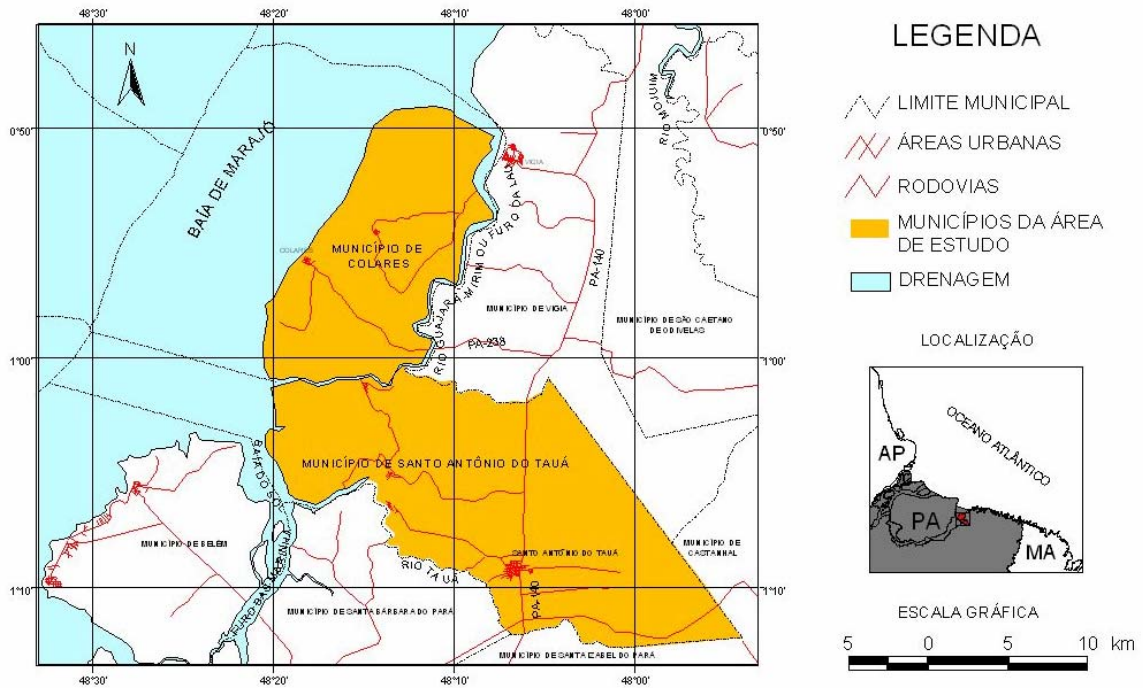 48°30' 48°20' 48°10' 48°00'
N
0°50' 0°50'
BAÍA DE MARAJÓ
RIO MOJUIM
VIGIA
RIO GUAJARÁ-MIRIM OU FURO DA LAURA
COLARES
MUNICÍPIO DE
COLARES
PA-140
MUNICÍPIO DE VIGIA
MUNICÍPIO DE SÃO CAETANO
DE ODIVELAS
PA-238
1°00' 1°00'
MUNICÍPIO DE SANTO ANTÔNIO DO TAUÁ
BAÍA DO SOL
MUNICÍPIO DE BELÉM
SANTO ANTÔNIO DO TAUÁ
MUNICÍPIO DE
CASTANHAL
RIO TAUÁ
1°10' 1°10'
PA-140
FURO DAS MARINHAS
MUNICÍPIO DE SANTA BÁRBARA DO PARÁ
MUNICÍPIO DE SANTA IZABEL DO PARÁ
48°30' 48°20' 48°10' 48°00'
LEGENDA
LIMITE MUNICIPAL
ÁREAS URBANAS
RODOVIAS
MUNICÍPIOS DA ÁREA
DE ESTUDO
DRENAGEM
LOCALIZAÇÃO
OCEANO ATLÂNTICO
AP
PA
MA
ESCALA GRÁFICA
5 0 5 10 km